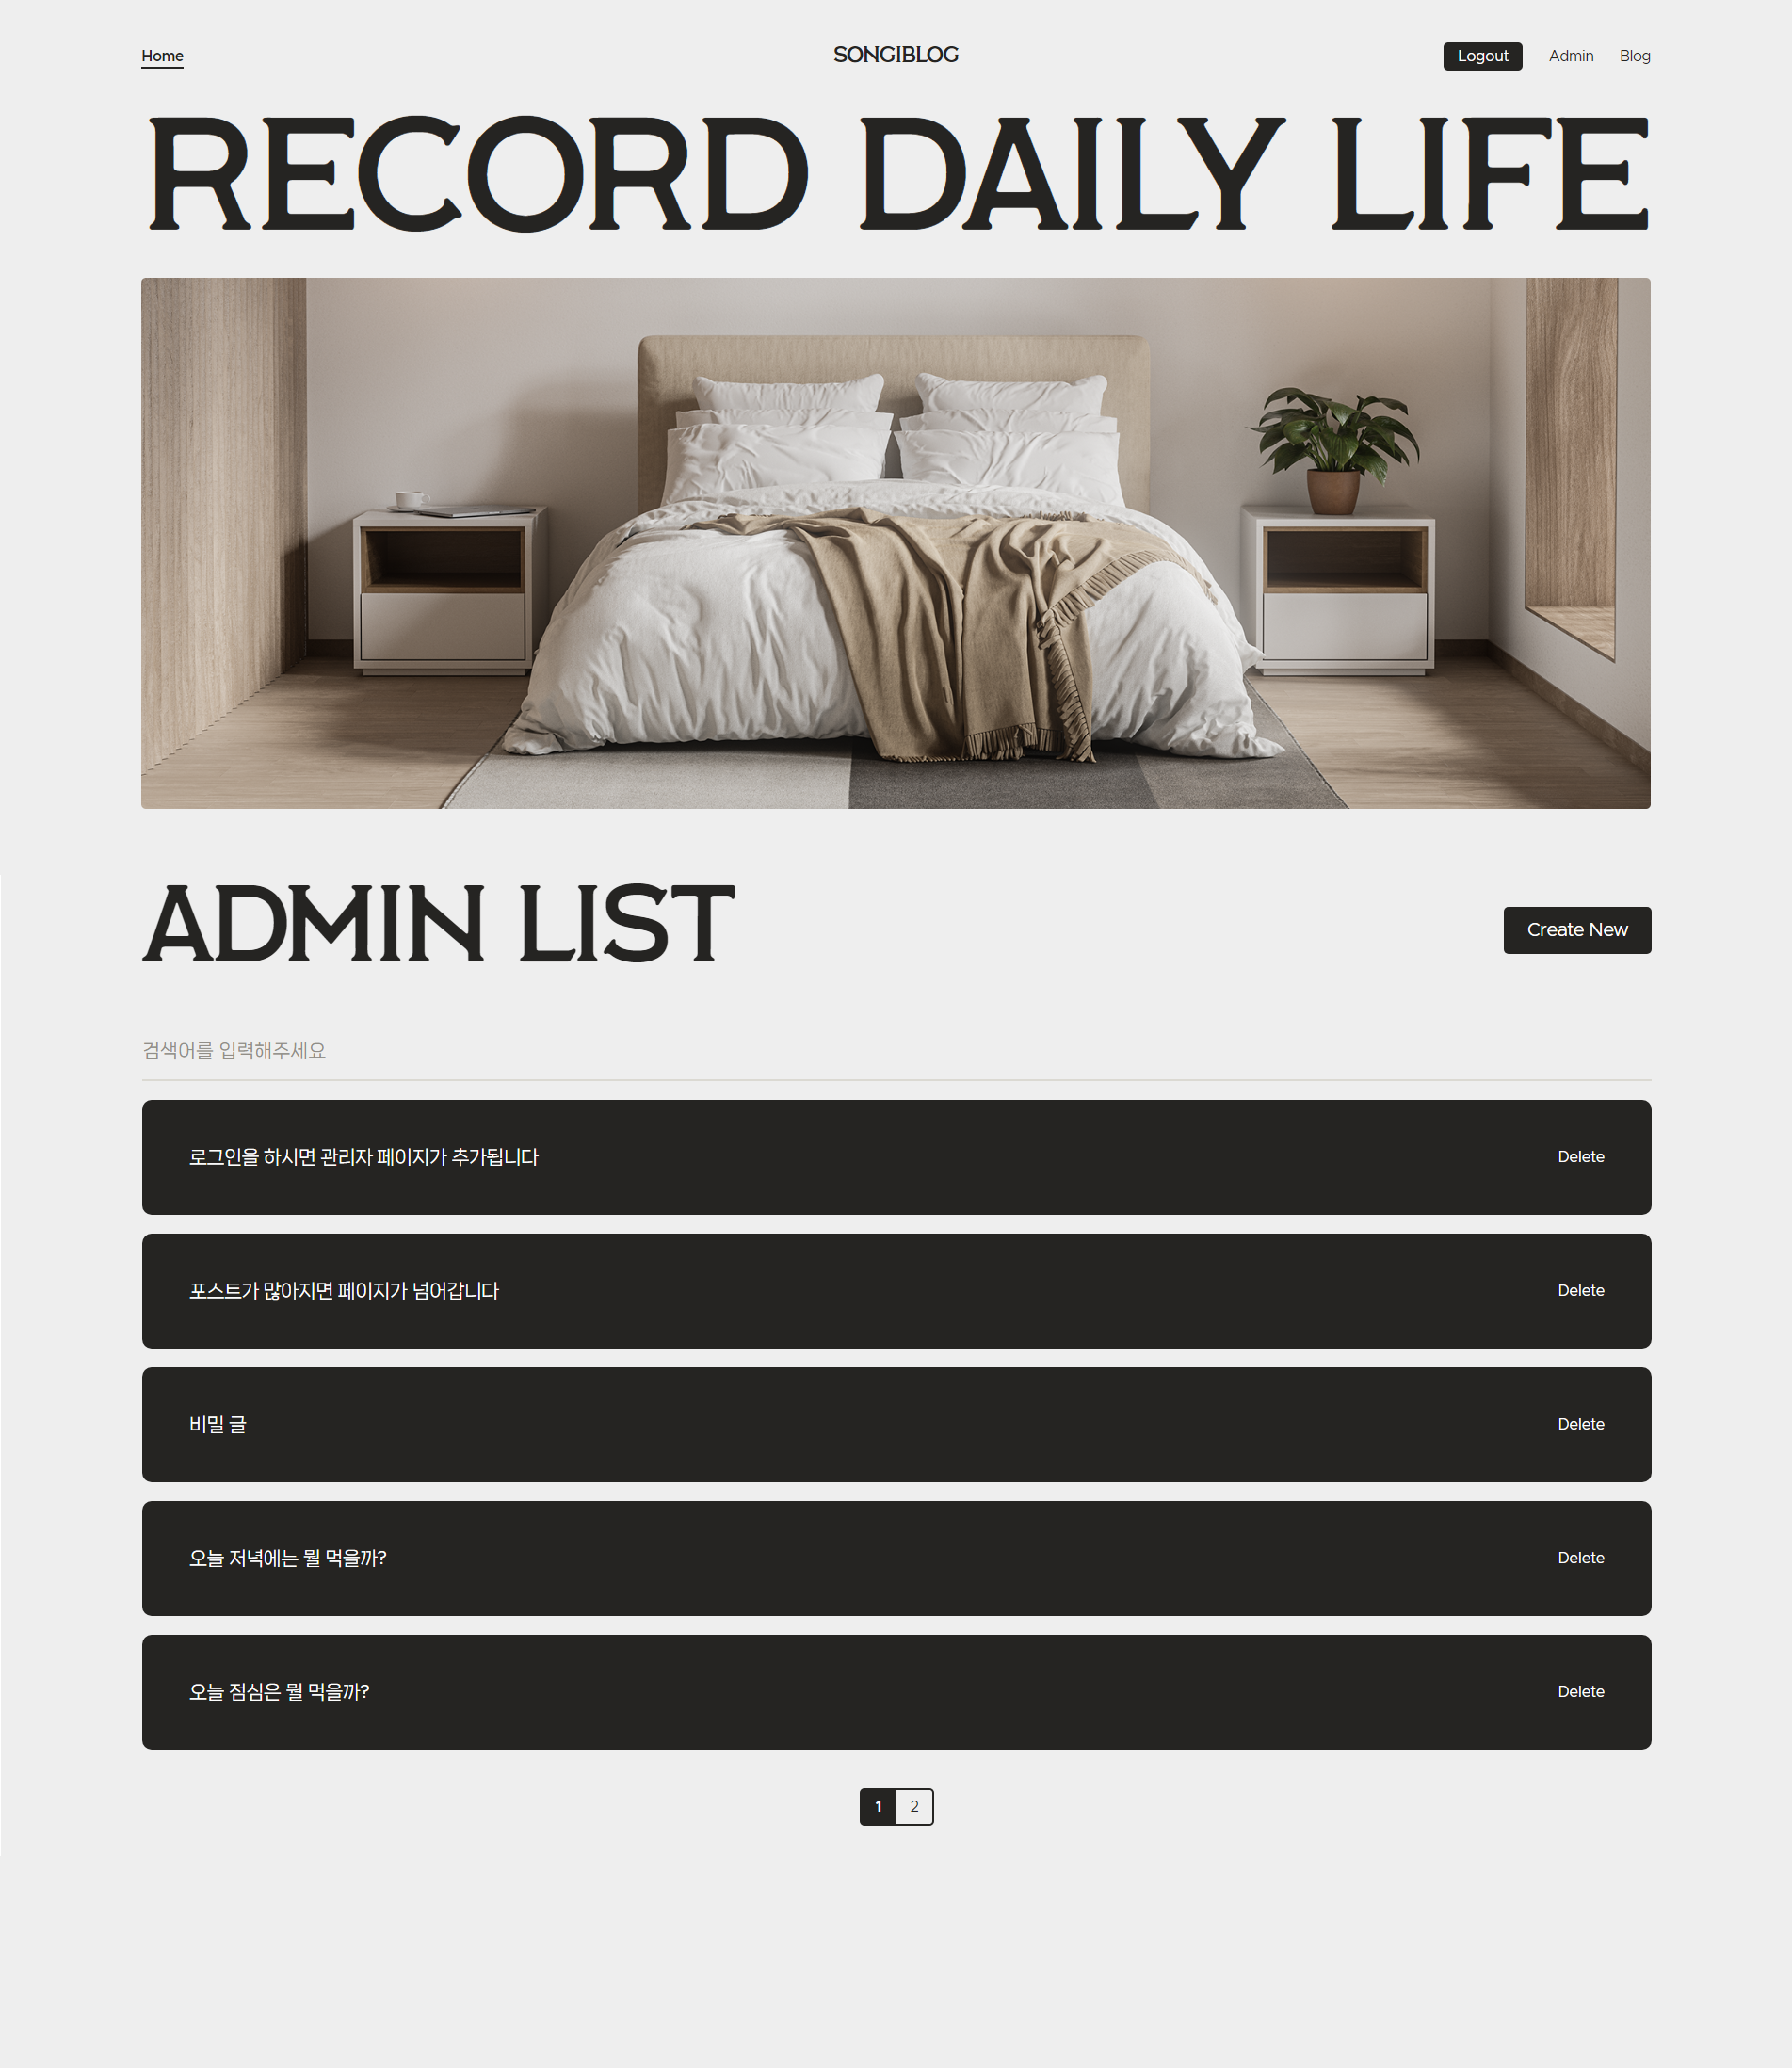 Home
SONGIBLOG
Logout
Admin
Blog
RECORD DAILY LIFE
ADMIN LIST
Create New
검색어를 입력해주세요
로그인을 하시면 관리자 페이지가 추가됩니다
Delete
포스트가 많아지면 페이지가 넘어갑니다
Delete
비밀 글
Delete
오늘 저녁에는 뭘 먹을까?
Delete
오늘 점심은 뭘 먹을까?
Delete
1
2